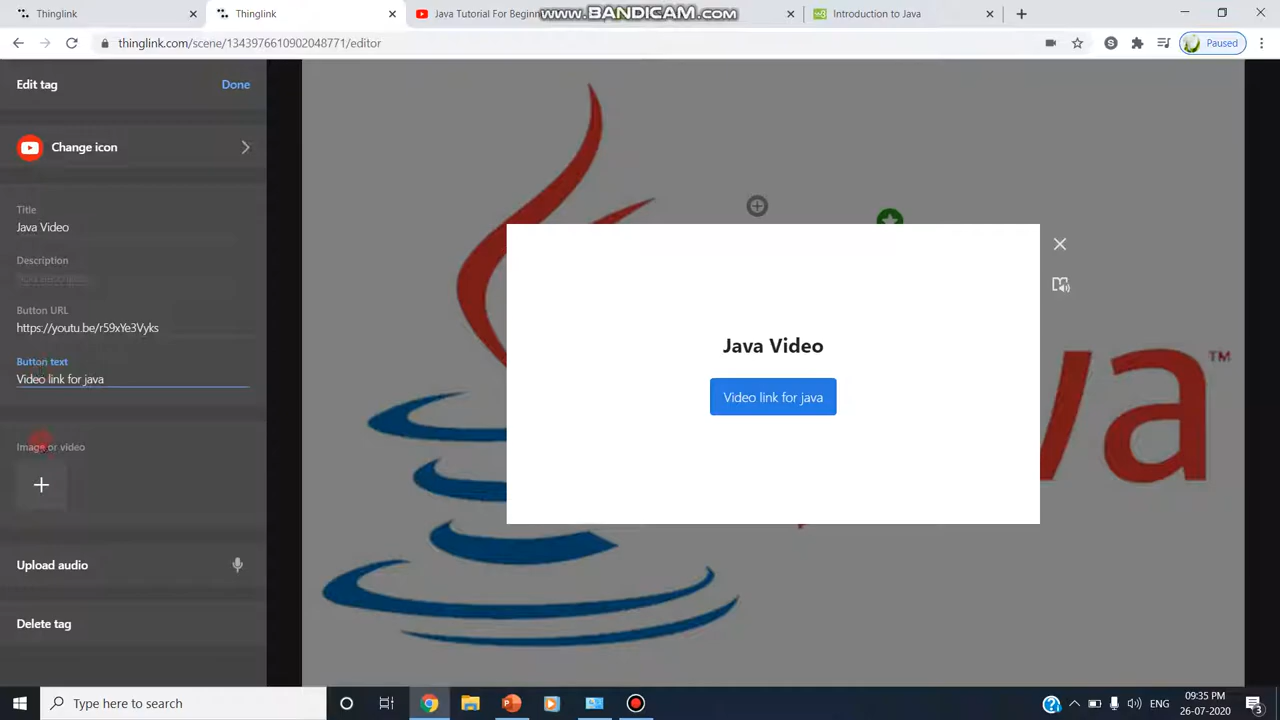 Thinglink
Thinglink
Java Tutorial For Beginn
www.BANDICAM.com
Introduction to Java
thinglink.com/scene/1343976610902048771/editor
Paused
Edit tag
Done
Change icon
Title
Java Video
Description
Button URL
https://youtu.be/r59xYe3Vyks
Button text
Video link for java
Image or video
Upload audio
Delete tag
Java Video
Video link for java
va
TM
Type here to search
ENG
09:35 PM
26-07-2020
3